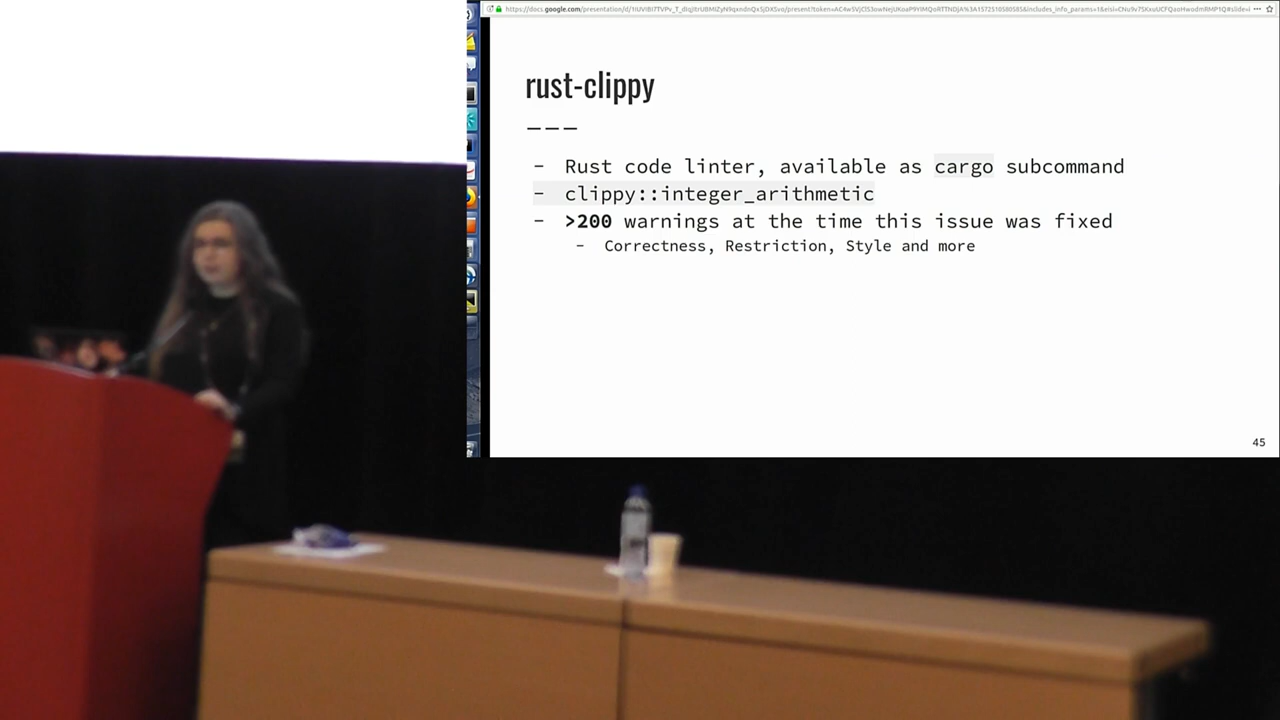 rust-clippy
---
- Rust code linter, available as cargo subcommand
- clippy::integer_arithmetic
- >200 warnings at the time this issue was fixed
- Correctness, Restriction, Style and more
45